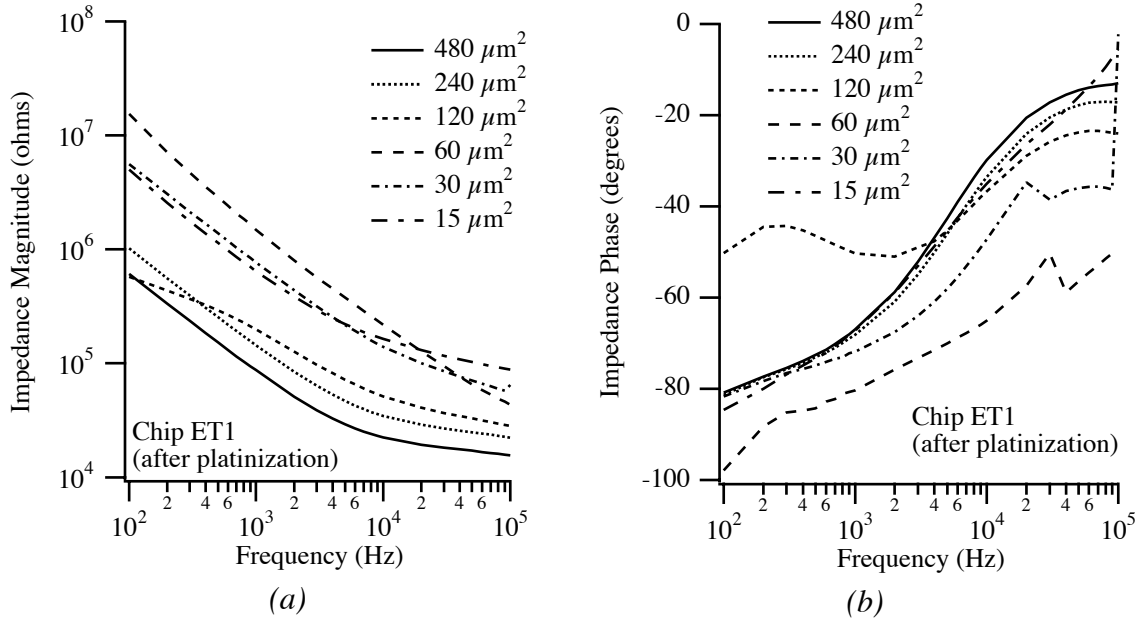 10^8
10^7
10^6
10^5
10^4
Impedance Magnitude (ohms)
480 µm^2
240 µm^2
120 µm^2
60 µm^2
30 µm^2
15 µm^2
Chip ET1
(after platinization)
10^2 2 4 6 10^3 2 4 6 10^4 2 4 6 10^5
Frequency (Hz)
(a)
0
-20
-40
-60
-80
-100
Impedance Phase (degrees)
480 µm^2
240 µm^2
120 µm^2
60 µm^2
30 µm^2
15 µm^2
Chip ET1
(after platinization)
10^2 2 4 6 10^3 2 4 6 10^4 2 4 6 10^5
Frequency (Hz)
(b)